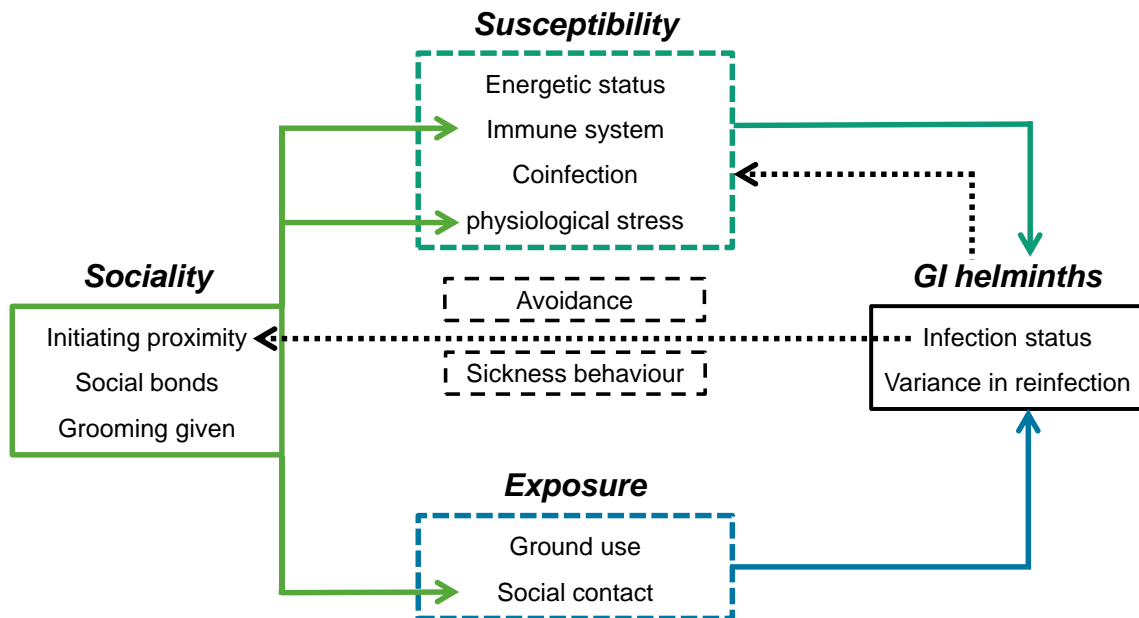 Susceptibility
Energetic status
Immune system
Coinfection
physiological stress
Sociality
Initiating proximity
Social bonds
Grooming given
Avoidance
Sickness behaviour
GI helminths
Infection status
Variance in reinfection
Exposure
Ground use
Social contact